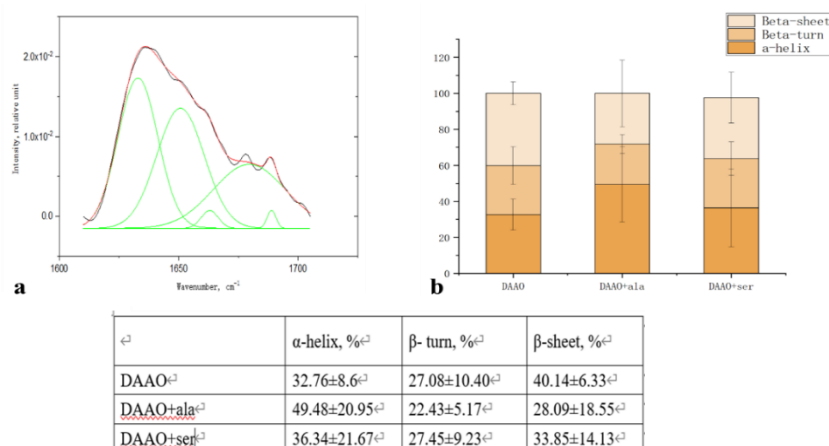 Beta-sheet
Beta-turn
a-helix
2.0x10⁻²
1.0x10⁻²
0.0
Intensity, relative unit
1600 1650 1700
Wavenumber, cm⁻¹
a
120
100
80
60
40
20
0
DAAO DAAO+ala DAAO+ser
b
α-helix, % β- turn, % β-sheet, %
DAAO 32.76±8.6 27.08±10.40 40.14±6.33
DAAO+ala 49.48±20.95 22.43±5.17 28.09±18.55
DAAO+ser 36.34±21.67 27.45±9.23 33.85±14.13